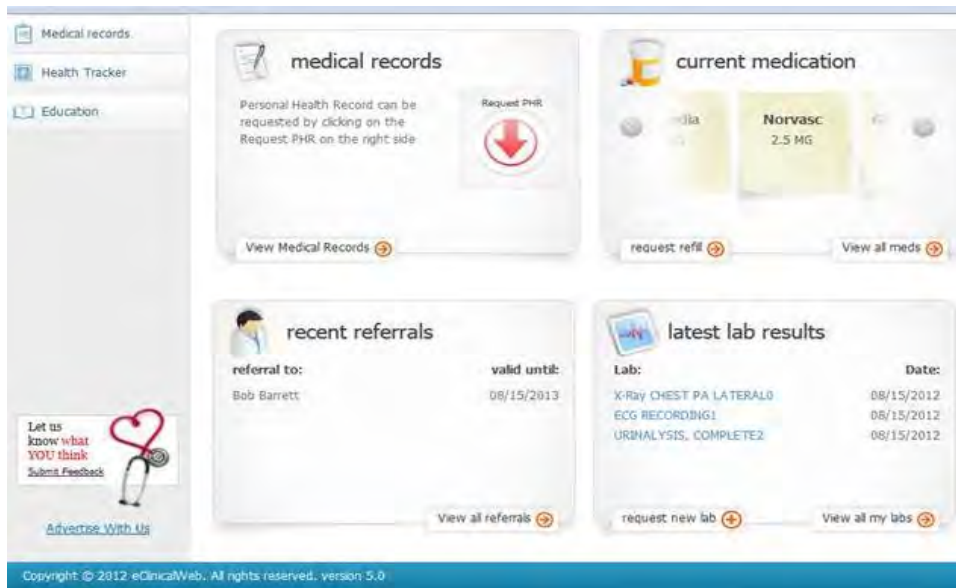 Medical records
Health Tracker
Education
medical records
Personal Health Record can be
requested by clicking on the
Request PHR on the right side
Request PHR
View Medical Records
current medication
dia
Norvasc
2.5 MG
request refill
View all meds
recent referrals
referral to: valid until:
Bob Barrett 08/15/2013
View all referrals
latest lab results
Lab: Date:
X-Ray CHEST PA LATERAL0 08/15/2012
ECG RECORDING1 08/15/2012
URINALYSIS, COMPLETE2 08/15/2012
request new lab
View all my labs
Let us
know what
YOU think
Submit Feedback
Advertise With Us
Copyright © 2012 eClinicalWeb. All rights reserved. version 5.0